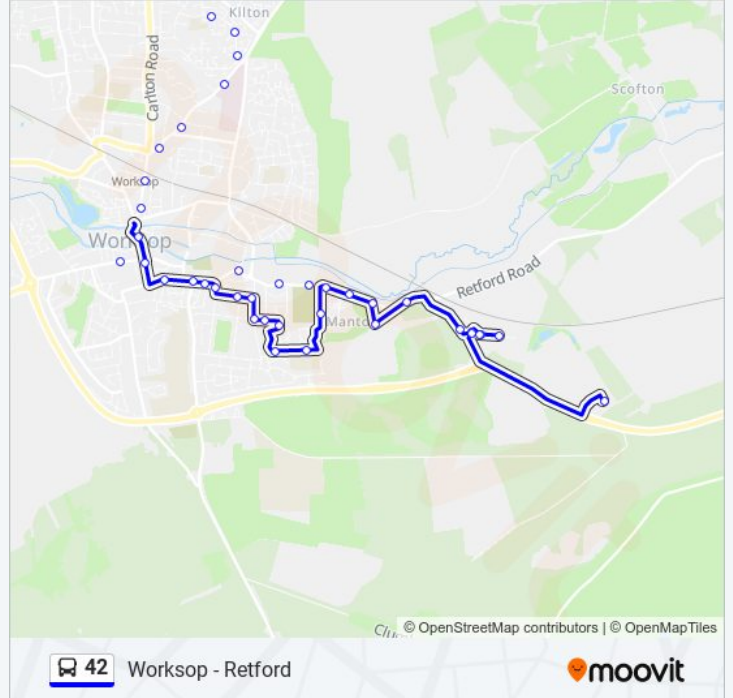 Kilton
Carlton Road
Scofton
Worksop
Worksop
Retford Road
Manton
© OpenStreetMap contributors | © OpenMapTiles
42 Worksop - Retford
moovit